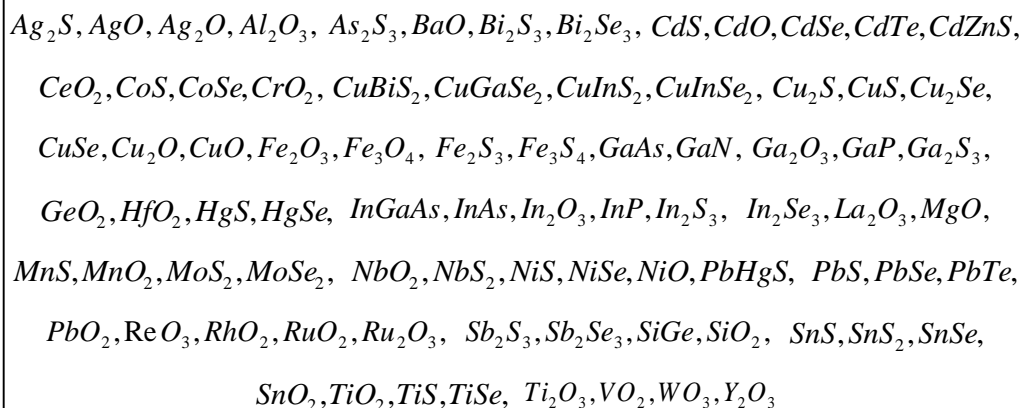 Ag₂S, AgO, Ag₂O, Al₂O₃, As₂S₃, BaO, Bi₂S₃, Bi₂Se₃, CdS, CdO, CdSe, CdTe, CdZnS,
CeO₂, CoS, CoSe, CrO₂, CuBiS₂, CuGaSe₂, CuInS₂, CuInSe₂, Cu₂S, CuS, Cu₂Se,
CuSe, Cu₂O, CuO, Fe₂O₃, Fe₃O₄, Fe₂S₃, Fe₃S₄, GaAs, GaN, Ga₂O₃, GaP, Ga₂S₃,
GeO₂, HfO₂, HgS, HgSe, InGaAs, InAs, In₂O₃, InP, In₂S₃, In₂Se₃, La₂O₃, MgO,
MnS, MnO₂, MoS₂, MoSe₂, NbO₂, NbS₂, NiS, NiSe, NiO, PbHgS, PbS, PbSe, PbTe,
PbO₂, ReO₃, RhO₂, RuO₂, Ru₂O₃, Sb₂S₃, Sb₂Se₃, SiGe, SiO₂, SnS, SnS₂, SnSe,
SnO₂, TiO₂, TiS, TiSe, Ti₂O₃, VO₂, WO₃, Y₂O₃